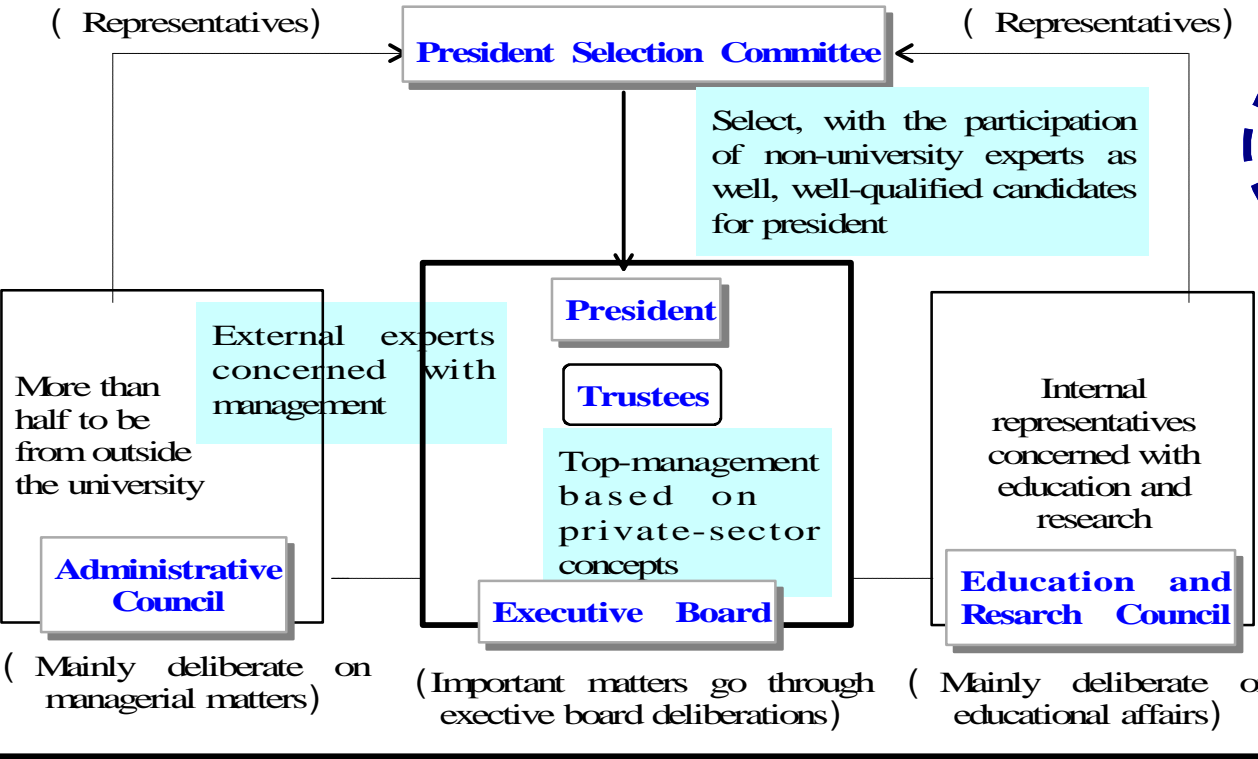 ( Representatives)
( Representatives)
President Selection Committee
Select, with the participation
of non-university experts as
well, well-qualified candidates
for president
President
External experts
concerned with
management
Trustees
More than
half to be
from outside
the university
Internal
representatives
concerned with
education and
research
Top-management
based on
private-sector
concepts
Administrative
Council
Executive Board
Education and
Resarch Council
( Mainly deliberate on
managerial matters)
(Important matters go through
exective board deliberations)
( Mainly deliberate o
educational affairs)